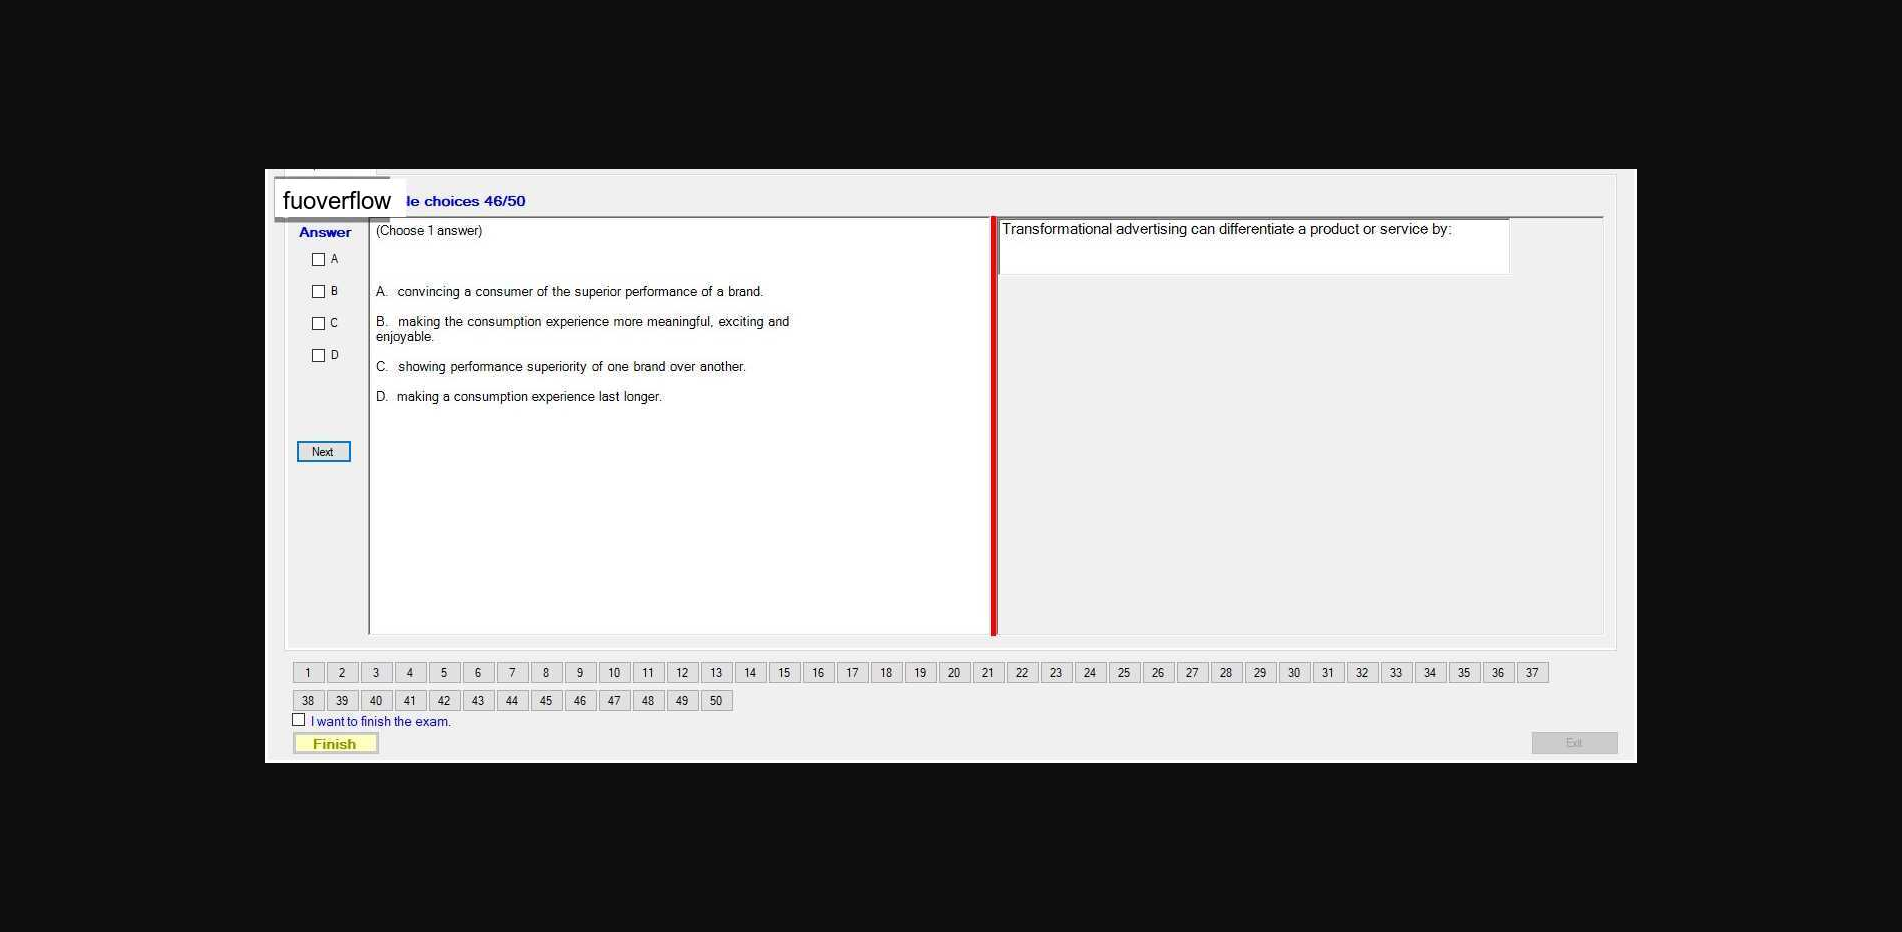 fuoverflow
le choices 46/50
Answer
(Choose 1 answer)
A
B
C
D
A. convincing a consumer of the superior performance of a brand.
B. making the consumption experience more meaningful, exciting and
enjoyable.
C. showing performance superiority of one brand over another.
D. making a consumption experience last longer.
Next
Transformational advertising can differentiate a product or service by:
1 2 3 4 5 6 7 8 9 10 11 12 13 14 15 16 17 18 19 20 21 22 23 24 25 26 27 28 29 30 31 32 33 34 35 36 37
38 39 40 41 42 43 44 45 46 47 48 49 50
I want to finish the exam.
Finish
Exit